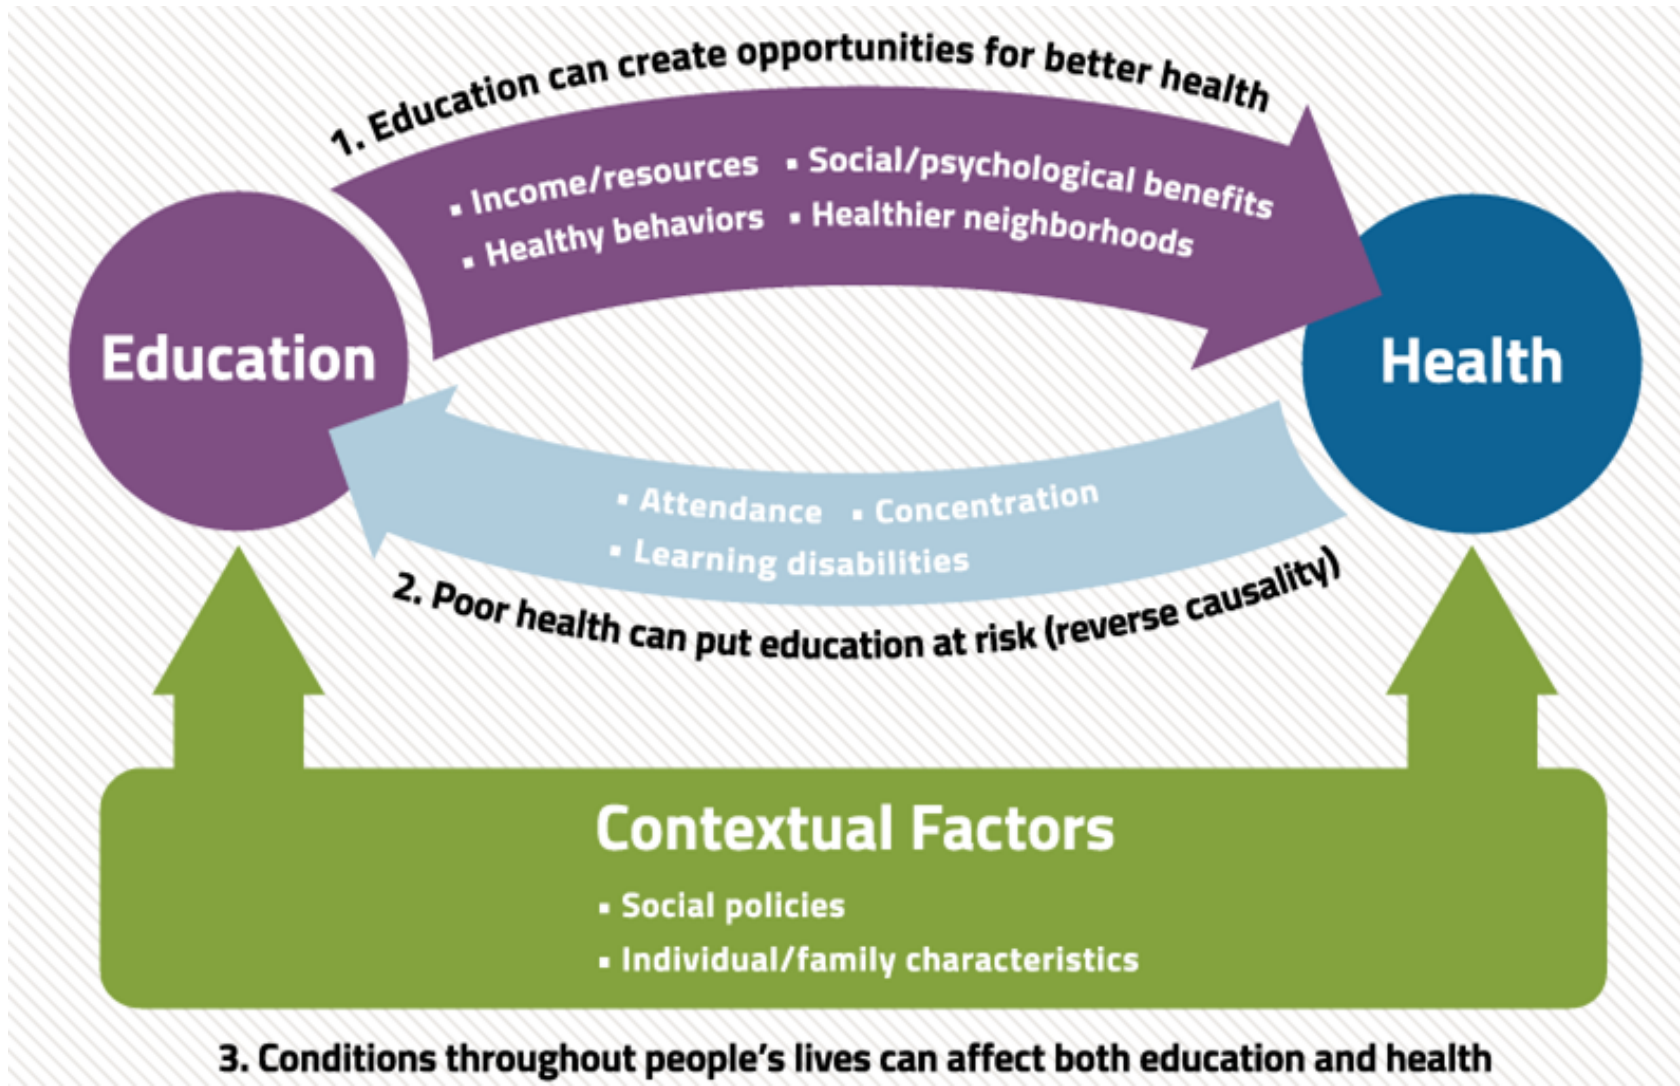 1. Education can create opportunities for better health
▪ Income/resources ▪ Social/psychological benefits
▪ Healthy behaviors ▪ Healthier neighborhoods
Education
Health
▪ Attendance ▪ Concentration
▪ Learning disabilities
2. Poor health can put education at risk (reverse causality)
Contextual Factors
▪ Social policies
▪ Individual/family characteristics
3. Conditions throughout people's lives can affect both education and health